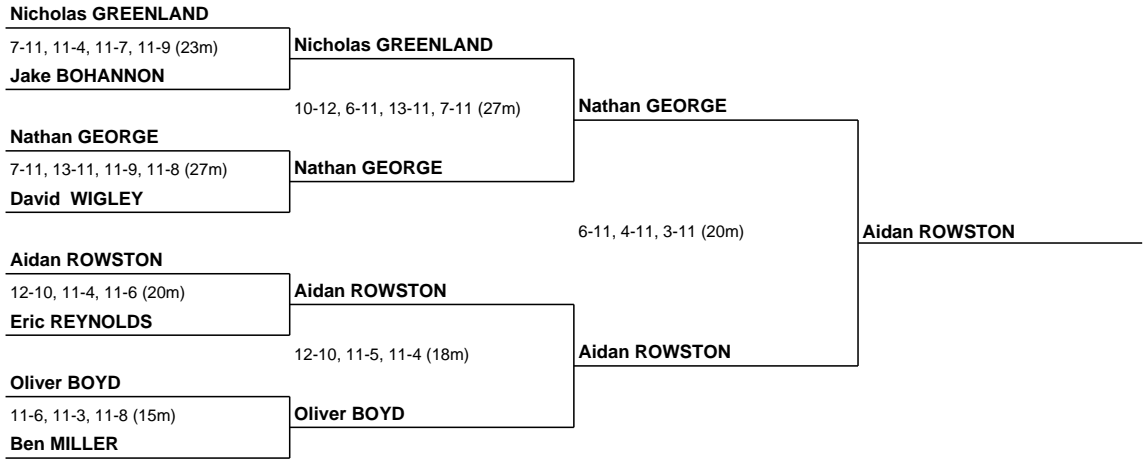 Nicholas GREENLAND
7-11, 11-4, 11-7, 11-9 (23m)
Jake BOHANNON
Nathan GEORGE
7-11, 13-11, 11-9, 11-8 (27m)
David  WIGLEY
Aidan ROWSTON
12-10, 11-4, 11-6 (20m)
Eric REYNOLDS
Oliver BOYD
11-6, 11-3, 11-8 (15m)
Ben MILLER
Nicholas GREENLAND
10-12, 6-11, 13-11, 7-11 (27m)
Nathan GEORGE
Aidan ROWSTON
12-10, 11-5, 11-4 (18m)
Oliver BOYD
Nathan GEORGE
6-11, 4-11, 3-11 (20m)
Aidan ROWSTON
Aidan ROWSTON